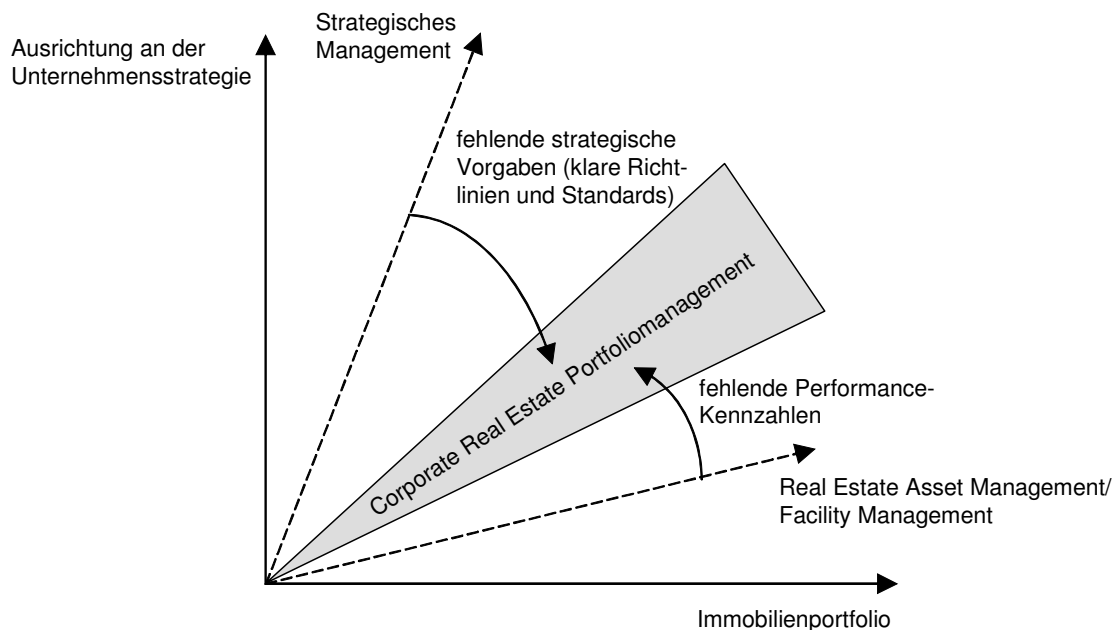 Strategisches
Management
Ausrichtung an der
Unternehmensstrategie
fehlende strategische
Vorgaben (klare Richt-
linien und Standards)
Corporate Real Estate Portfoliomanagement
fehlende Performance-
Kennzahlen
Real Estate Asset Management/
Facility Management
Immobilienportfolio